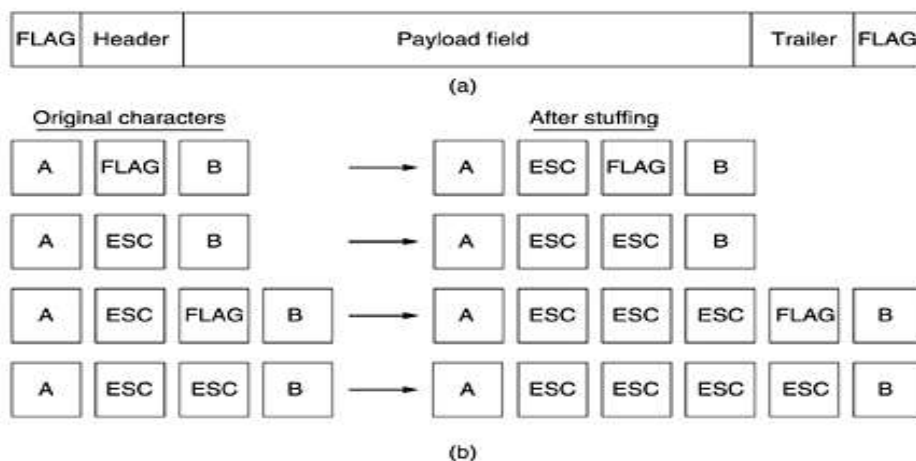 FLAG Header Payload field Trailer FLAG
(a)
Original characters After stuffing
A FLAG B A ESC FLAG B
A ESC B A ESC ESC B
A ESC FLAG B A ESC ESC ESC FLAG B
A ESC ESC B A ESC ESC ESC ESC B
(b)